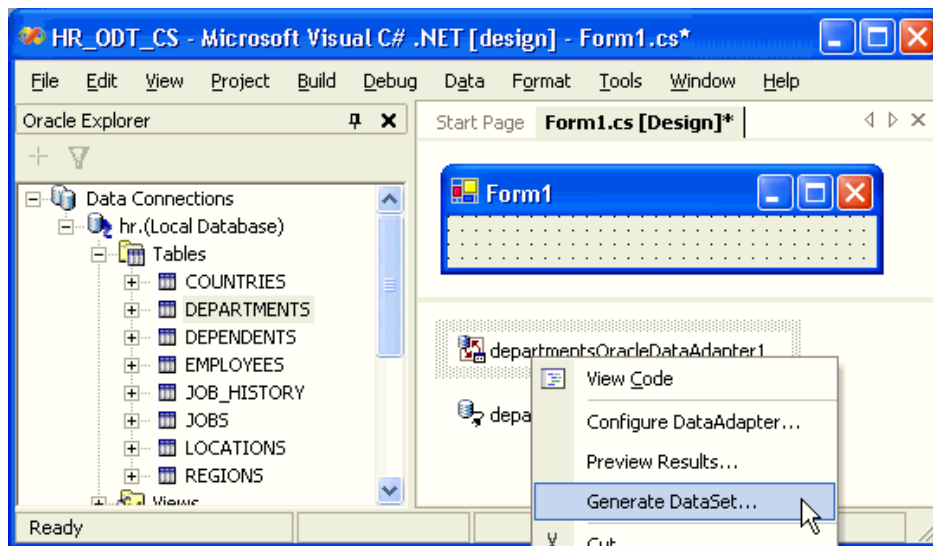 HR_ODT_CS - Microsoft Visual C# .NET [design] - Form1.cs*
File Edit View Project Build Debug Data Format Tools Window Help
Oracle Explorer
Start Page Form1.cs [Design]*
Data Connections
hr.(Local Database)
Tables
COUNTRIES
DEPARTMENTS
DEPENDENTS
EMPLOYEES
JOB_HISTORY
JOBS
LOCATIONS
REGIONS
Views
Form1
departmentsOracleDataAdapter1
depa
View Code
Configure DataAdapter...
Preview Results...
Generate DataSet...
Cut
Ready